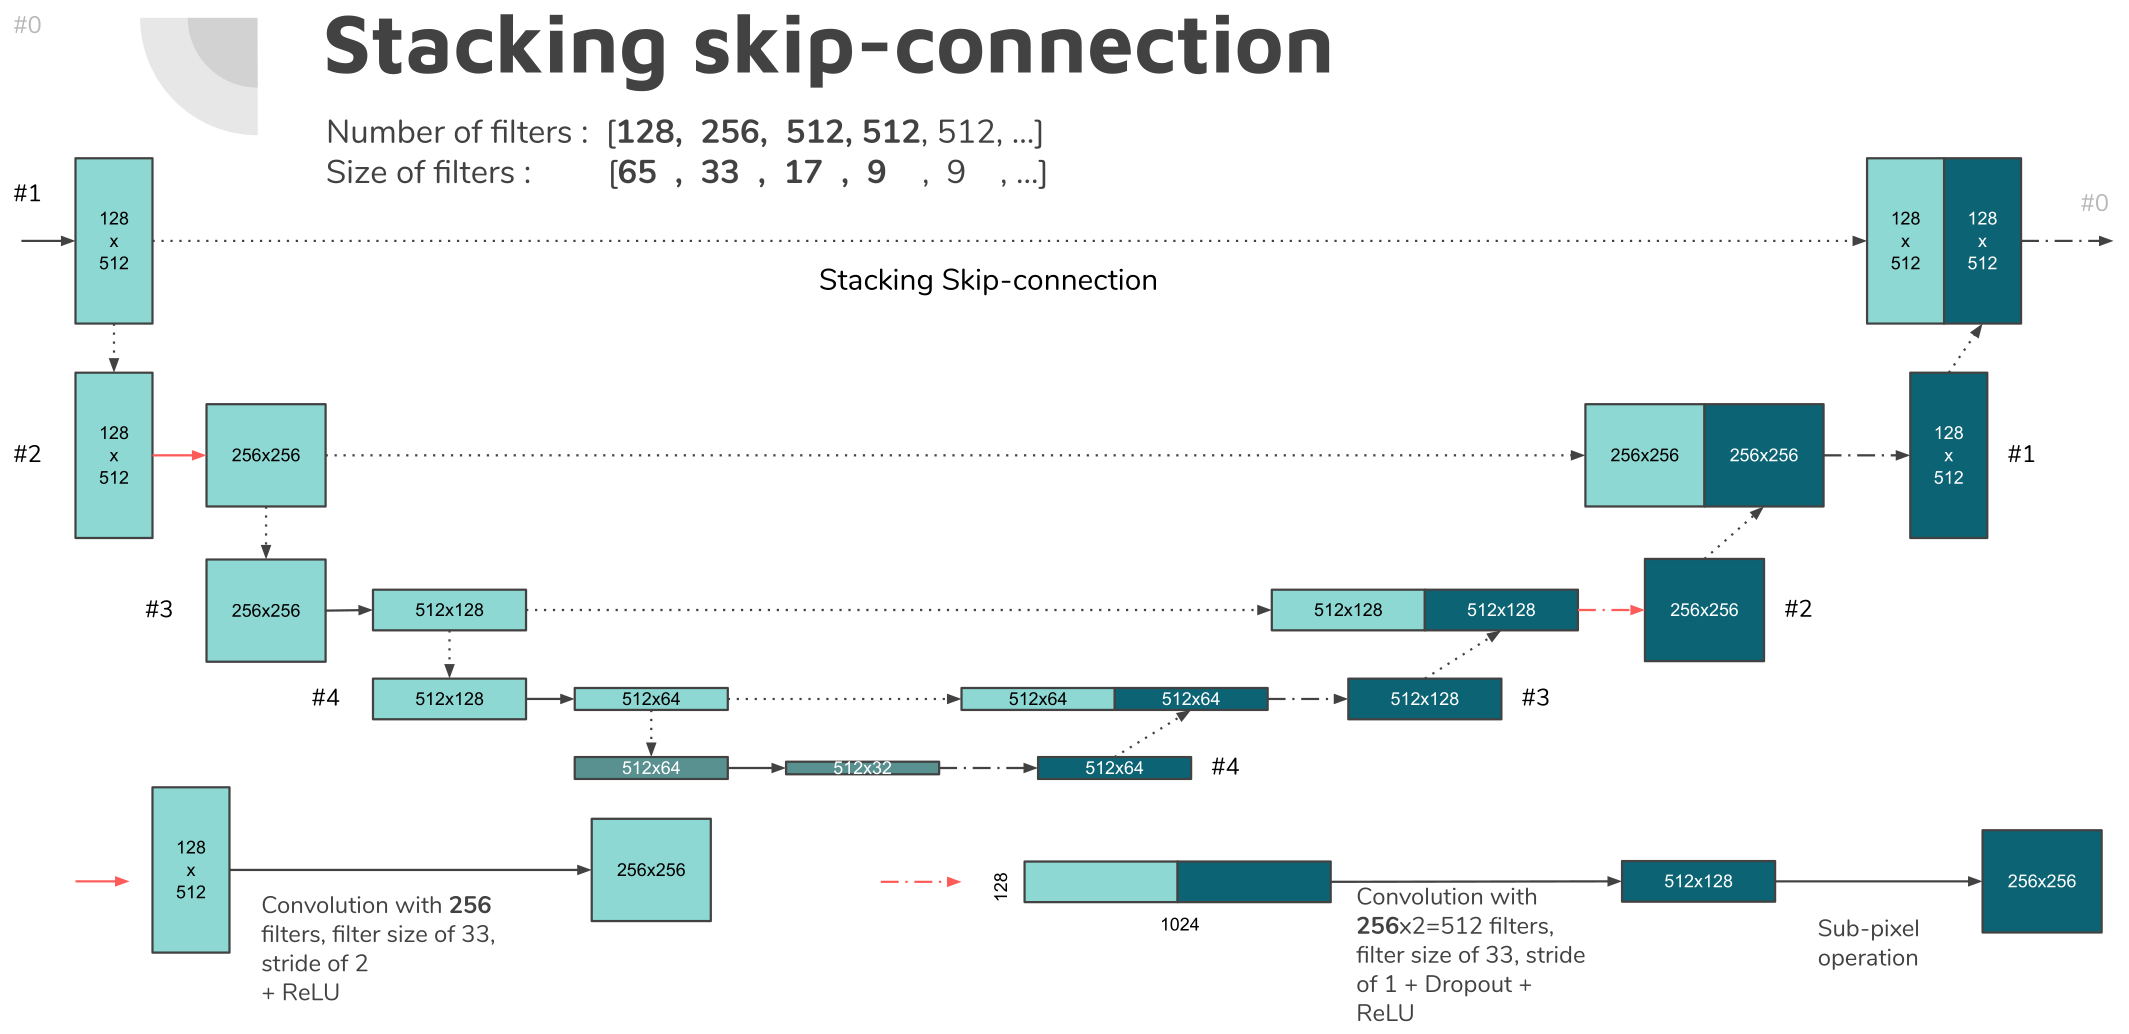 #0
Stacking skip-connection
Number of filters : [128, 256, 512, 512, 512, ...]
Size of filters : [65 , 33 , 17 , 9 , 9 , ...]
#1
128
x
512
128
x
512
128
x
512
#0
Stacking Skip-connection
#2
128
x
512
256x256
256x256
256x256
128
x
512
#1
#3
256x256
512x128
512x128
512x128
256x256
#2
#4
512x128
512x64
512x64
512x64
512x128
#3
512x64
512x32
512x64
#4
128
x
512
256x256
Convolution with 256
filters, filter size of 33,
stride of 2
+ ReLU
128
1024
Convolution with
256x2=512 filters,
filter size of 33, stride
of 1 + Dropout +
ReLU
512x128
Sub-pixel
operation
256x256